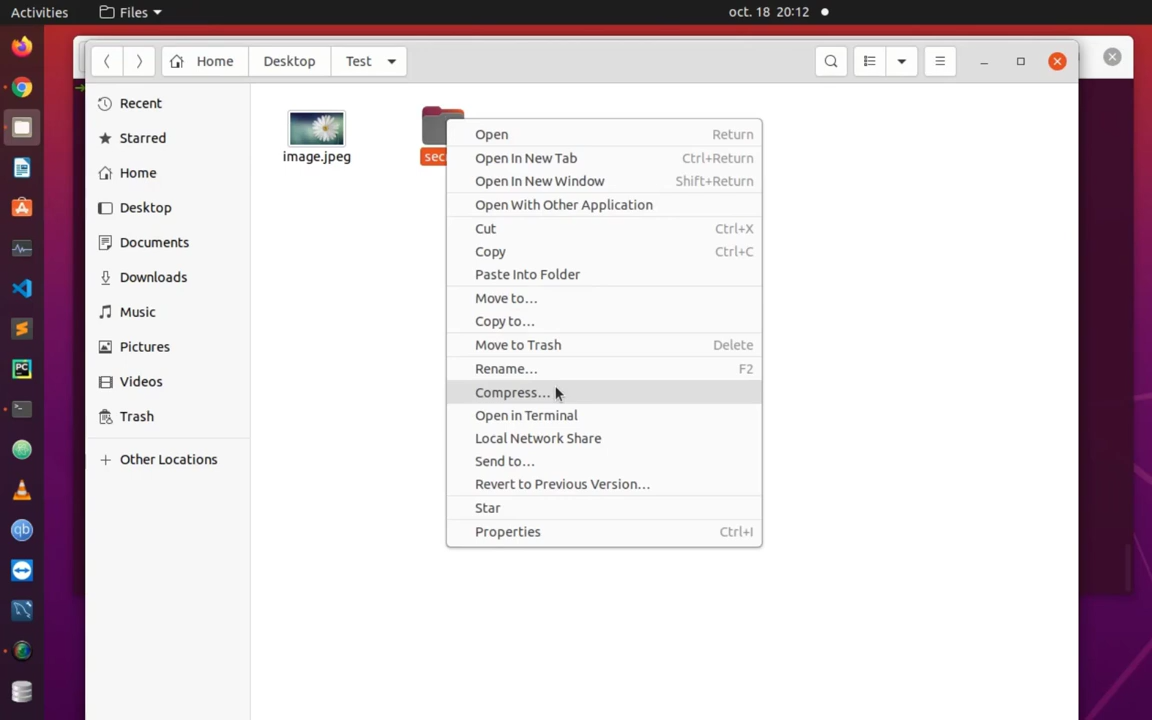 Activities
Files
oct. 18 20:12
Home
Desktop
Test
Recent
Starred
Home
Desktop
Documents
Downloads
Music
Pictures
Videos
Trash
Other Locations
image.jpeg
Open Return
Open In New Tab Ctrl+Return
Open In New Window Shift+Return
Open With Other Application
Cut Ctrl+X
Copy Ctrl+C
Paste Into Folder
Move to…
Copy to…
Move to Trash Delete
Rename… F2
Compress…
Open in Terminal
Local Network Share
Send to…
Revert to Previous Version…
Star
Properties Ctrl+I